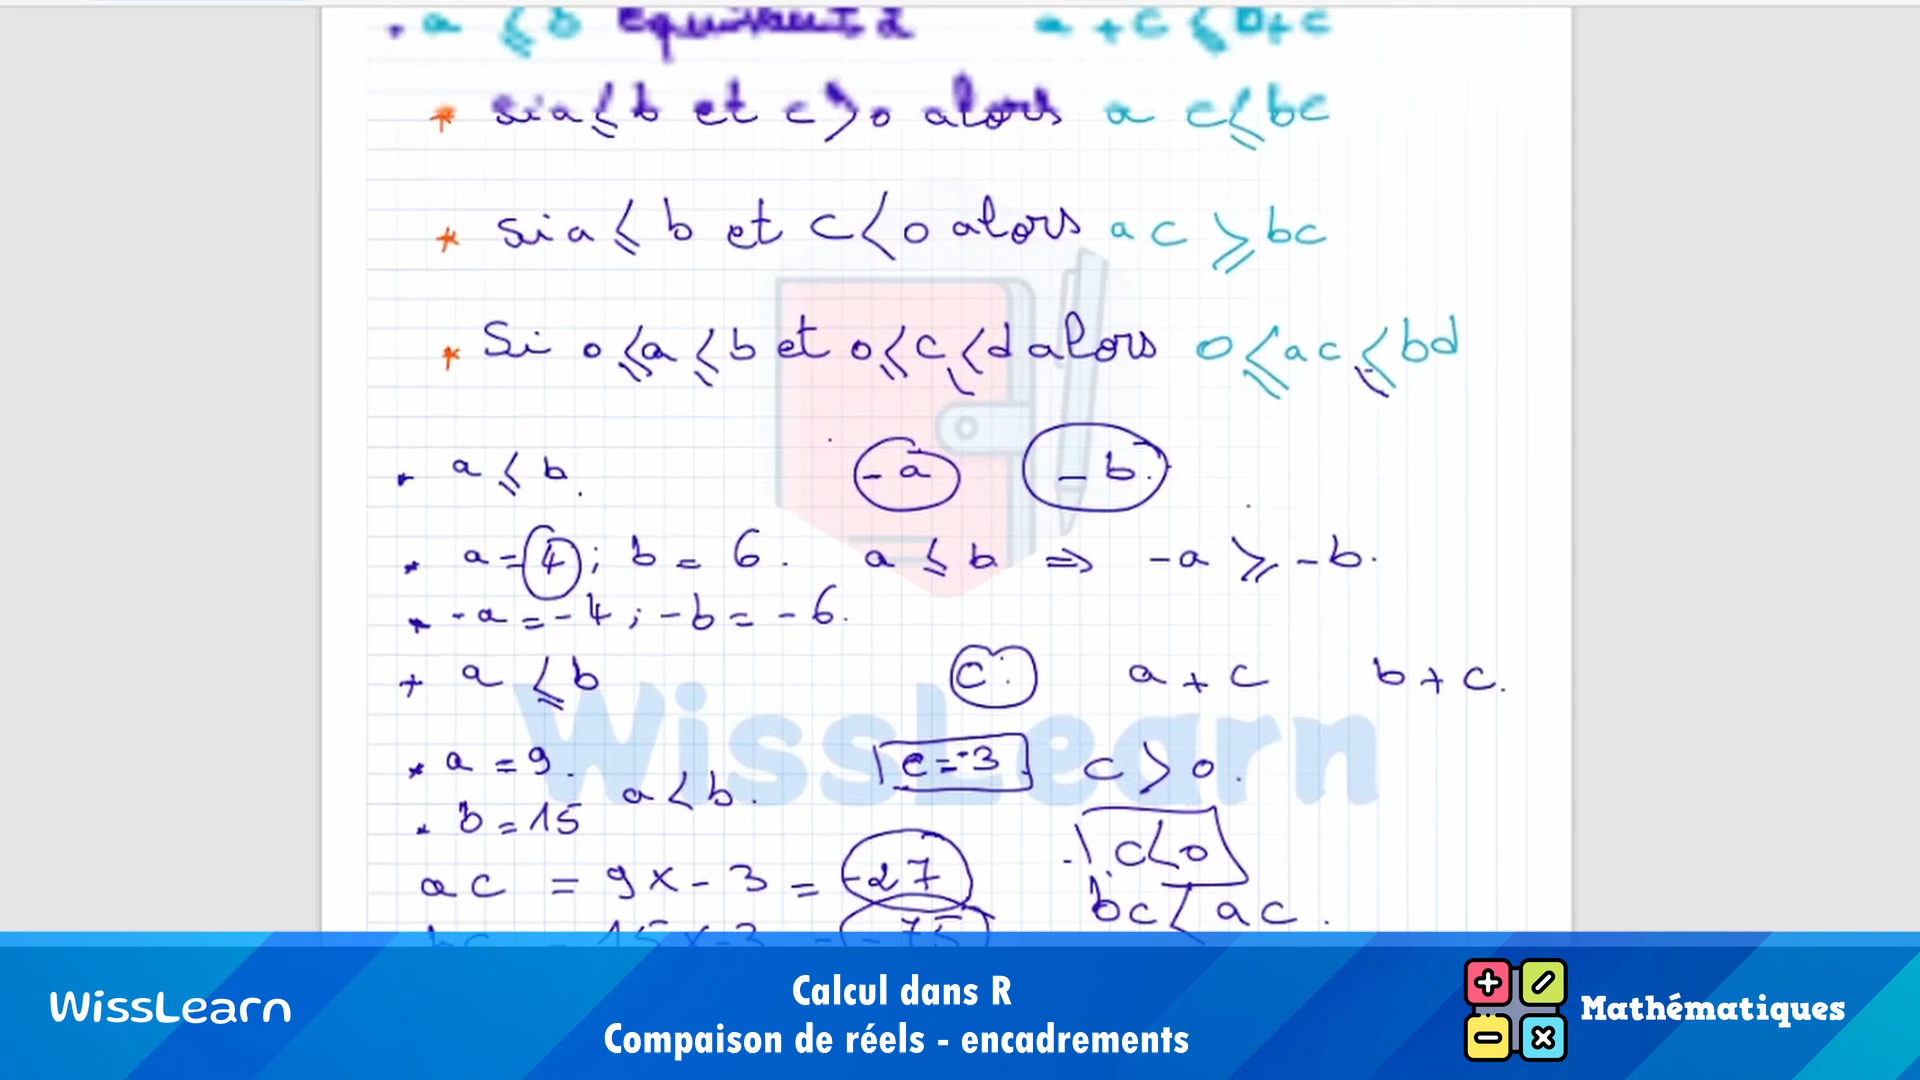 • a ⩽ b équivaut à a + c ⩽ b + c
* si a ⩽ b et c > 0 alors a c ⩽ bc
* si a ⩽ b et c < 0 alors a c ⩾ bc
* Si 0 ⩽ a ⩽ b et 0 ⩽ c ⩽ d alors 0 ⩽ ac ⩽ bd
• a ⩽ b. -a -b.
* a = 4 ; b = 6. a ⩽ b ⇒ -a ⩾ -b.
* -a = -4 ; -b = -6.
+ a ⩽ b c. a + c b + c.
* a = 9. c = -3 c > 0.
a < b.
• b = 15
c < 0
a c = 9 x - 3 = -27
bc < ac.
WissLearn
WissLearn
Calcul dans R
Compaison de réels - encadrements
Mathématiques